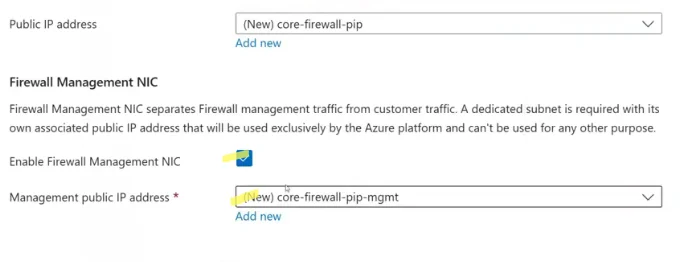 Public IP address
(New) core-firewall-pip
Add new
Firewall Management NIC
Firewall Management NIC separates Firewall management traffic from customer traffic. A dedicated subnet is required with its
own associated public IP address that will be used exclusively by the Azure platform and can't be used for any other purpose.
Enable Firewall Management NIC
Management public IP address *
(New) core-firewall-pip-mgmt
Add new